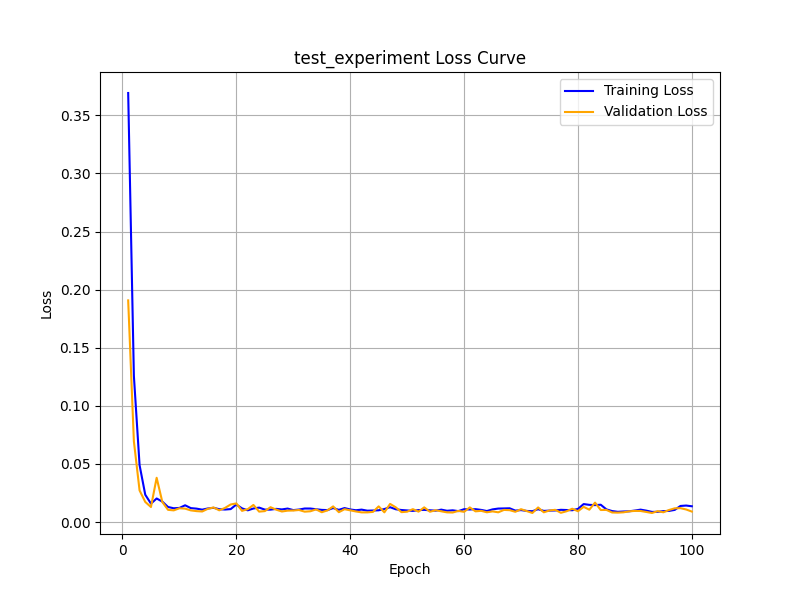 test_experiment Loss Curve
Training Loss
Validation Loss
0.35
0.30
0.25
0.20
0.15
0.10
0.05
0.00
Loss
0 20 40 60 80 100
Epoch